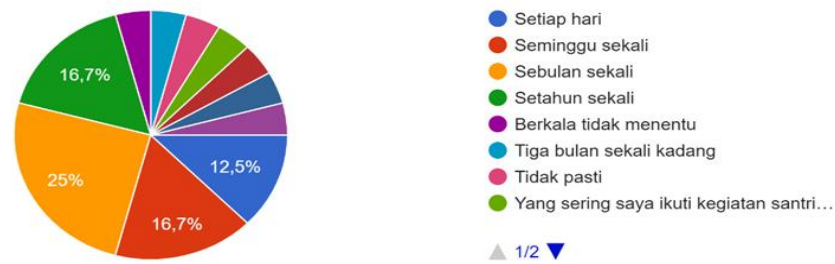 16,7%
12,5%
25%
16,7%
Setiap hari
Seminggu sekali
Sebulan sekali
Setahun sekali
Berkala tidak menentu
Tiga bulan sekali kadang
Tidak pasti
Yang sering saya ikuti kegiatan santri…
1/2